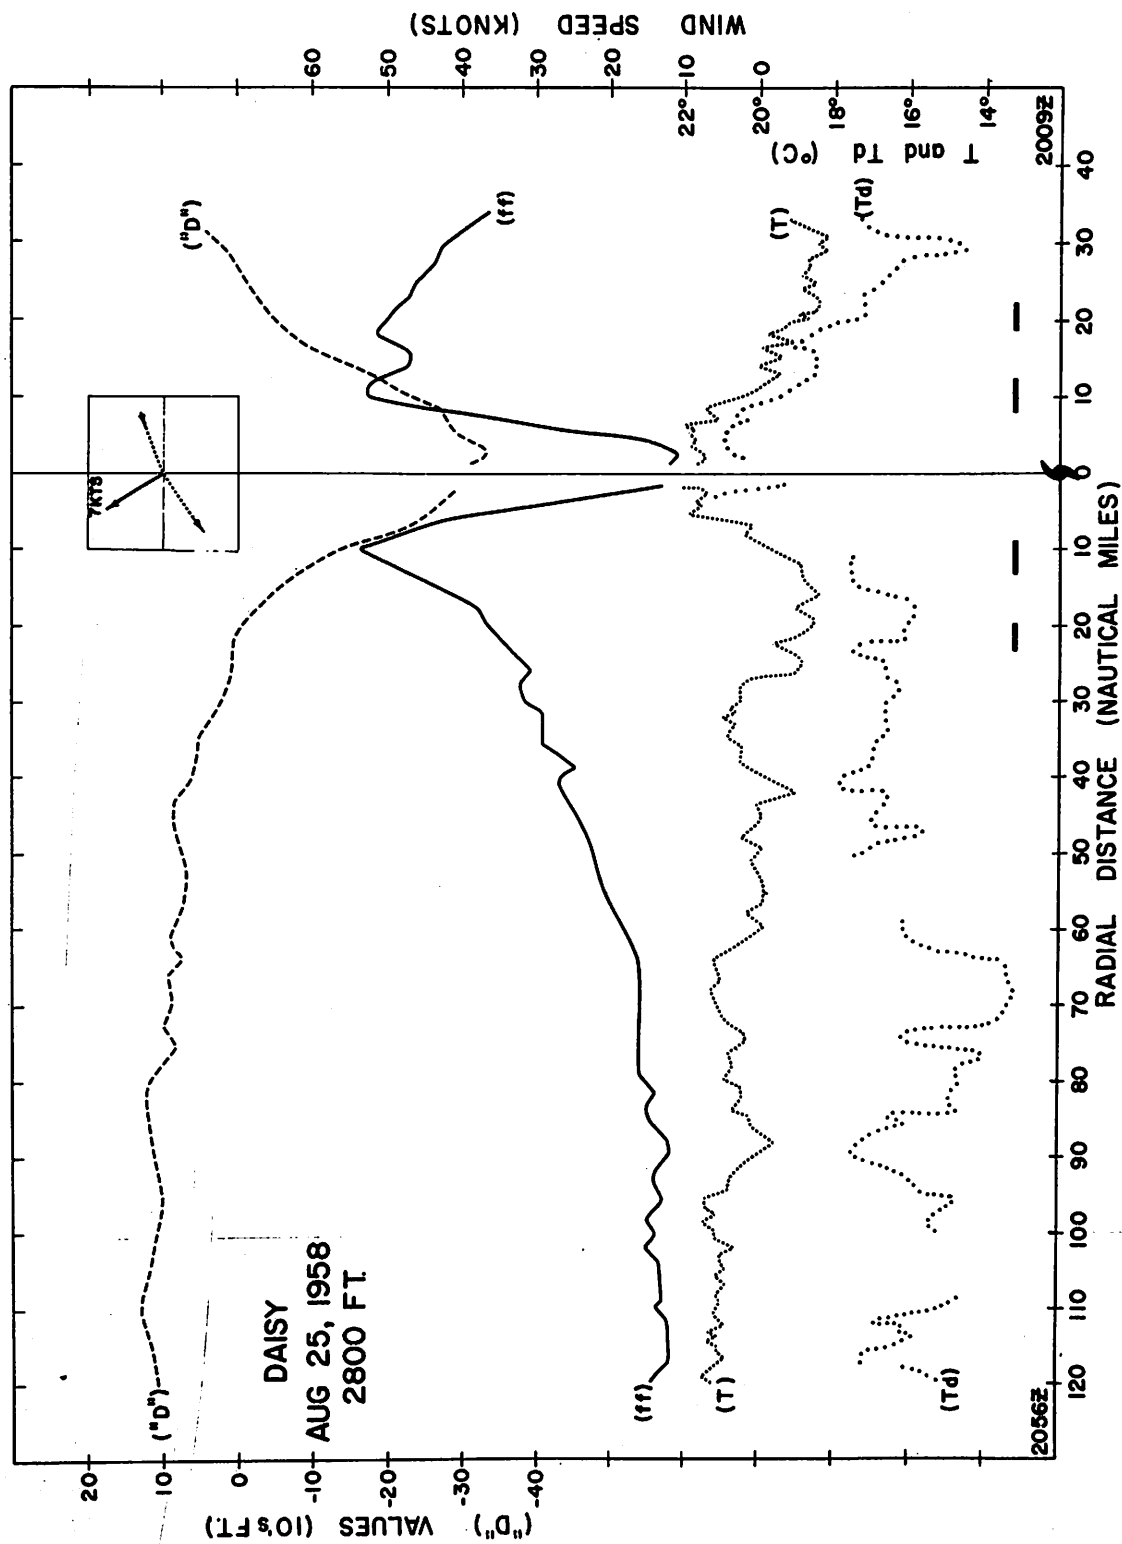 DAISY
AUG 25, 1958
2800 FT.
("D") VALUES (10's FT.)
20
10
0
-10
-20
-30
-40
("D")
(ff)
(T)
(Td)
7KTS
("D")
(ff)
(T)
(Td)
WIND SPEED (KNOTS)
60
50
40
30
20
10
0
22°
20°
18°
16°
14°
T and Td (°C)
2056Z
2009Z
120
110
100
90
80
70
60
50
40
30
20
10
0
10
20
30
40
RADIAL DISTANCE (NAUTICAL MILES)